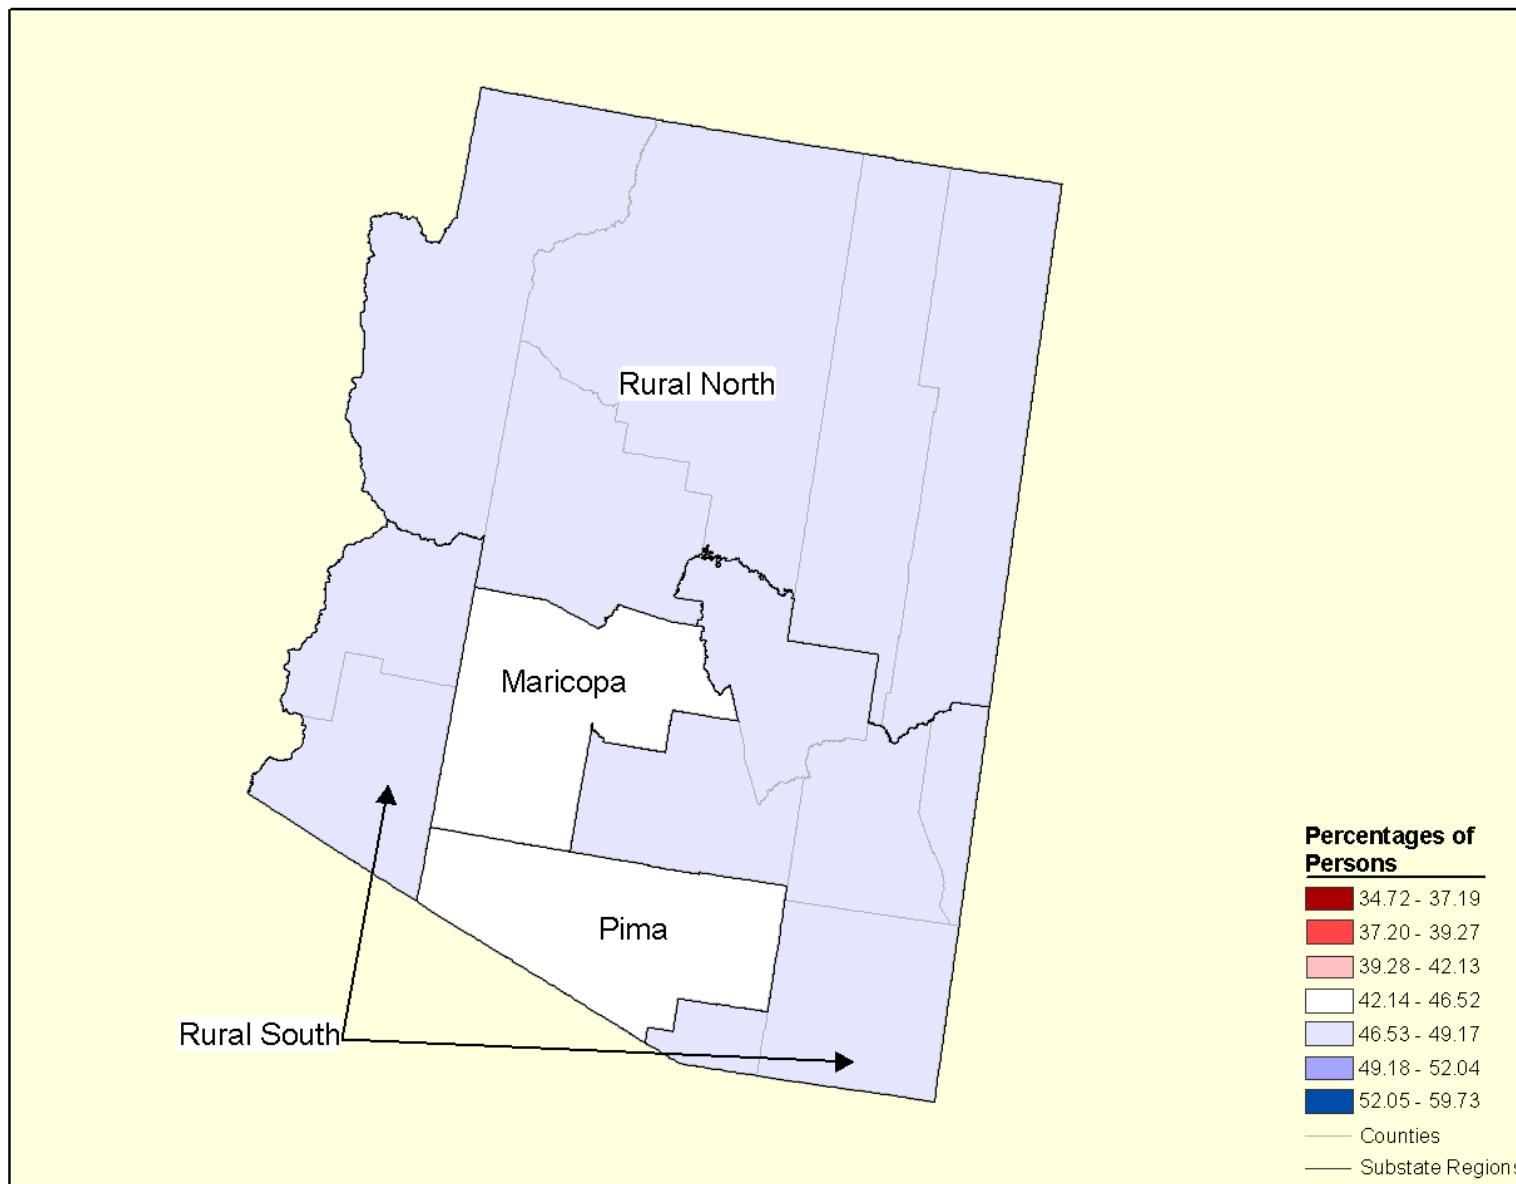 Rural North
Maricopa
Pima
Rural South
Percentages of
Persons
34.72 - 37.19
37.20 - 39.27
39.28 - 42.13
42.14 - 46.52
46.53 - 49.17
49.18 - 52.04
52.05 - 59.73
Counties
Substate Regions